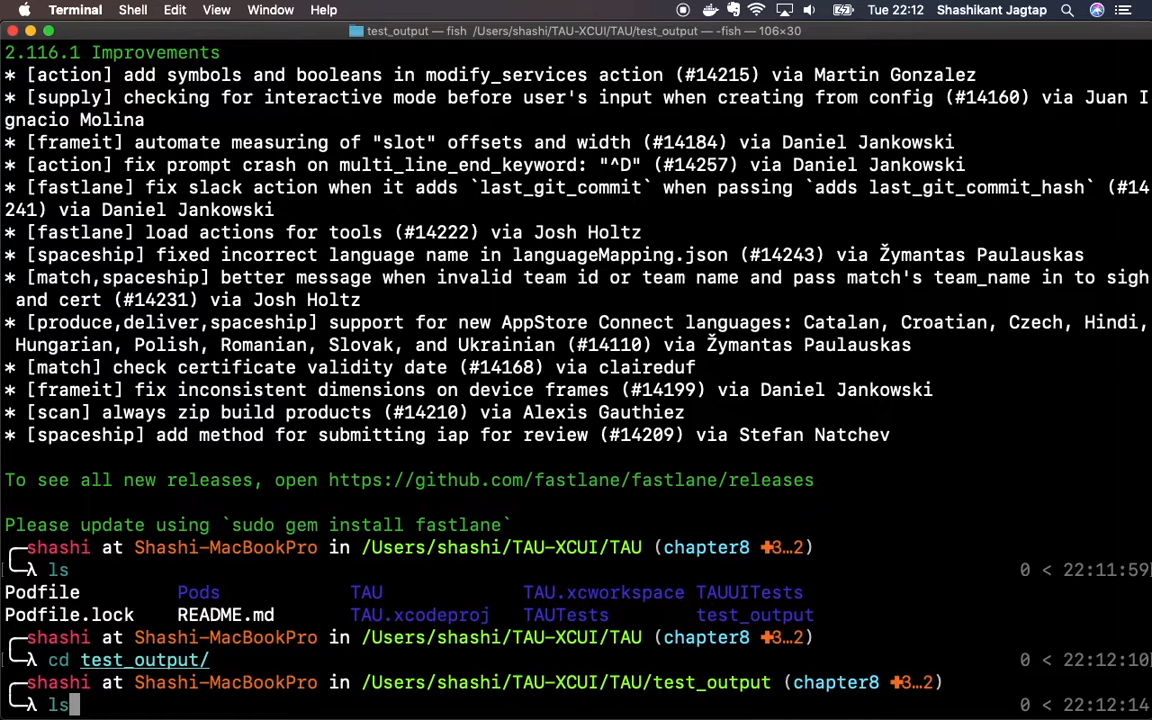 Terminal Shell Edit View Window Help Tue 22:12 Shashikant Jagtap
test_output — fish /Users/shashi/TAU-XCUI/TAU/test_output — -fish — 106×30
2.116.1 Improvements
* [action] add symbols and booleans in modify_services action (#14215) via Martin Gonzalez
* [supply] checking for interactive mode before user's input when creating from config (#14160) via Juan I
gnacio Molina
* [frameit] automate measuring of "slot" offsets and width (#14184) via Daniel Jankowski
* [action] fix prompt crash on multi_line_end_keyword: "^D" (#14257) via Daniel Jankowski
* [fastlane] fix slack action when it adds `last_git_commit` when passing `adds last_git_commit_hash` (#14
241) via Daniel Jankowski
* [fastlane] load actions for tools (#14222) via Josh Holtz
* [spaceship] fixed incorrect language name in languageMapping.json (#14243) via Žymantas Paulauskas
* [match,spaceship] better message when invalid team id or team name and pass match's team_name in to sigh
and cert (#14231) via Josh Holtz
* [produce,deliver,spaceship] support for new AppStore Connect languages: Catalan, Croatian, Czech, Hindi,
Hungarian, Polish, Romanian, Slovak, and Ukrainian (#14110) via Žymantas Paulauskas
* [match] check certificate validity date (#14168) via claireduf
* [frameit] fix inconsistent dimensions on device frames (#14199) via Daniel Jankowski
* [scan] always zip build products (#14210) via Alexis Gauthiez
* [spaceship] add method for submitting iap for review (#14209) via Stefan Natchev
To see all new releases, open https://github.com/fastlane/fastlane/releases
Please update using `sudo gem install fastlane`
shashi at Shashi-MacBookPro in /Users/shashi/TAU-XCUI/TAU (chapter8 ✚3…2)
λ ls 0 < 22:11:59
Podfile Pods TAU TAU.xcworkspace TAUUITests
Podfile.lock README.md TAU.xcodeproj TAUTests test_output
shashi at Shashi-MacBookPro in /Users/shashi/TAU-XCUI/TAU (chapter8 ✚3…2)
λ cd test_output/ 0 < 22:12:10
shashi at Shashi-MacBookPro in /Users/shashi/TAU-XCUI/TAU/test_output (chapter8 ✚3…2)
λ ls 0 < 22:12:14